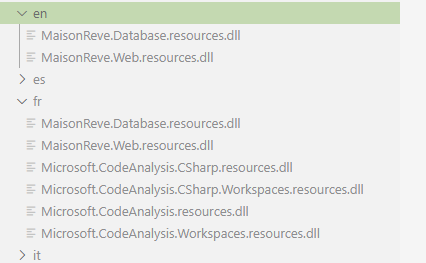 en
MaisonReve.Database.resources.dll
MaisonReve.Web.resources.dll
es
fr
MaisonReve.Database.resources.dll
MaisonReve.Web.resources.dll
Microsoft.CodeAnalysis.CSharp.resources.dll
Microsoft.CodeAnalysis.CSharp.Workspaces.resources.dll
Microsoft.CodeAnalysis.resources.dll
Microsoft.CodeAnalysis.Workspaces.resources.dll
it